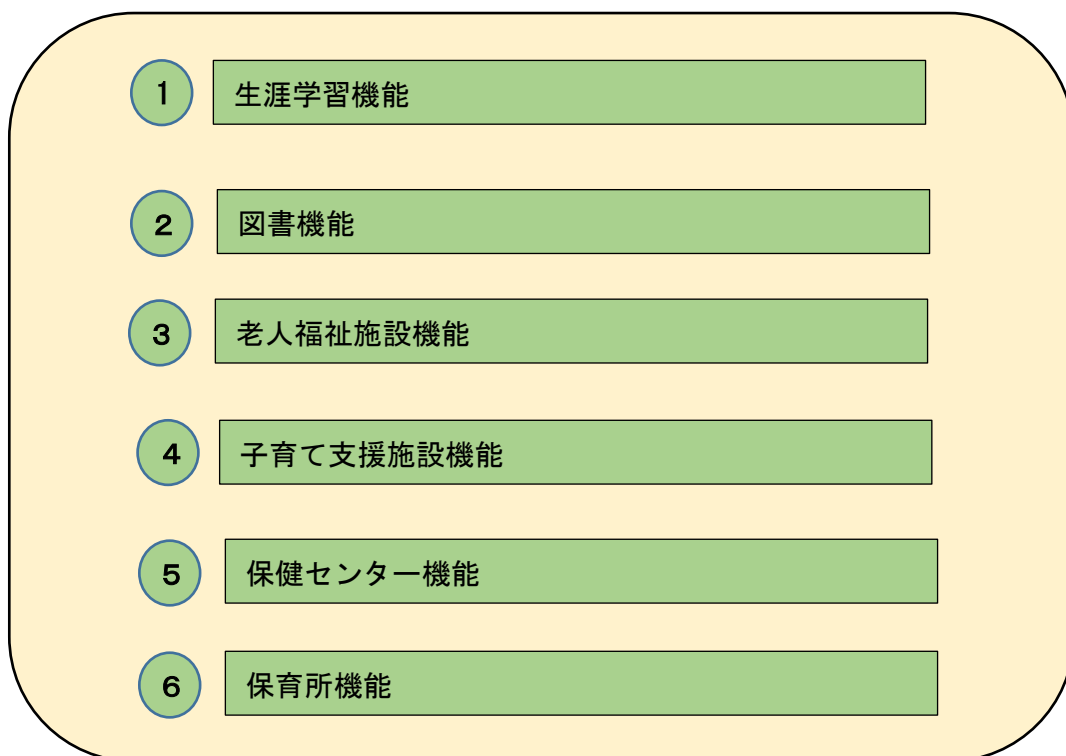 1 生涯学習機能
2 図書機能
3 老人福祉施設機能
4 子育て支援施設機能
5 保健センター機能
6 保育所機能